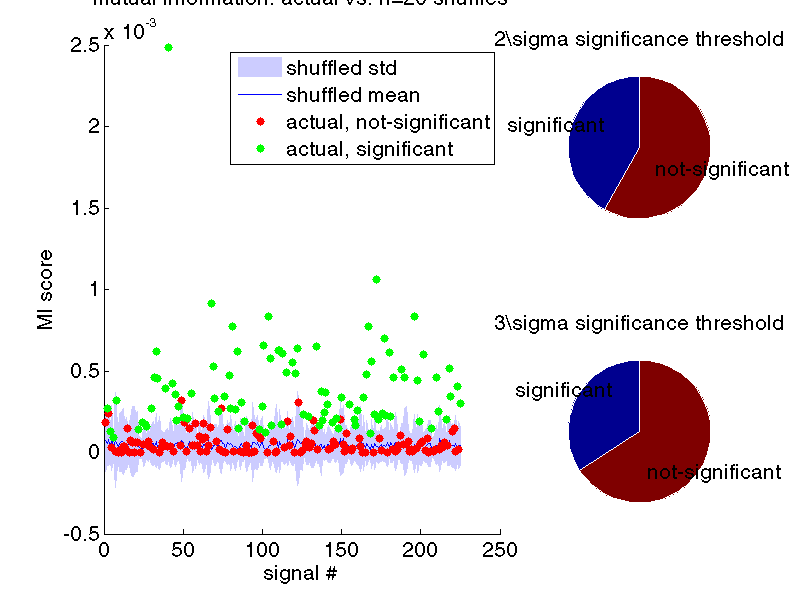 mutual information: actual vs. n=20 shuffles
x 10^-3
2.5
2
1.5
1
0.5
0
-0.5
0
50
100
150
200
250
MI score
signal #
shuffled std
shuffled mean
actual, not-significant
actual, significant
2\sigma significance threshold
significant
not-significant
3\sigma significance threshold
significant
not-significant